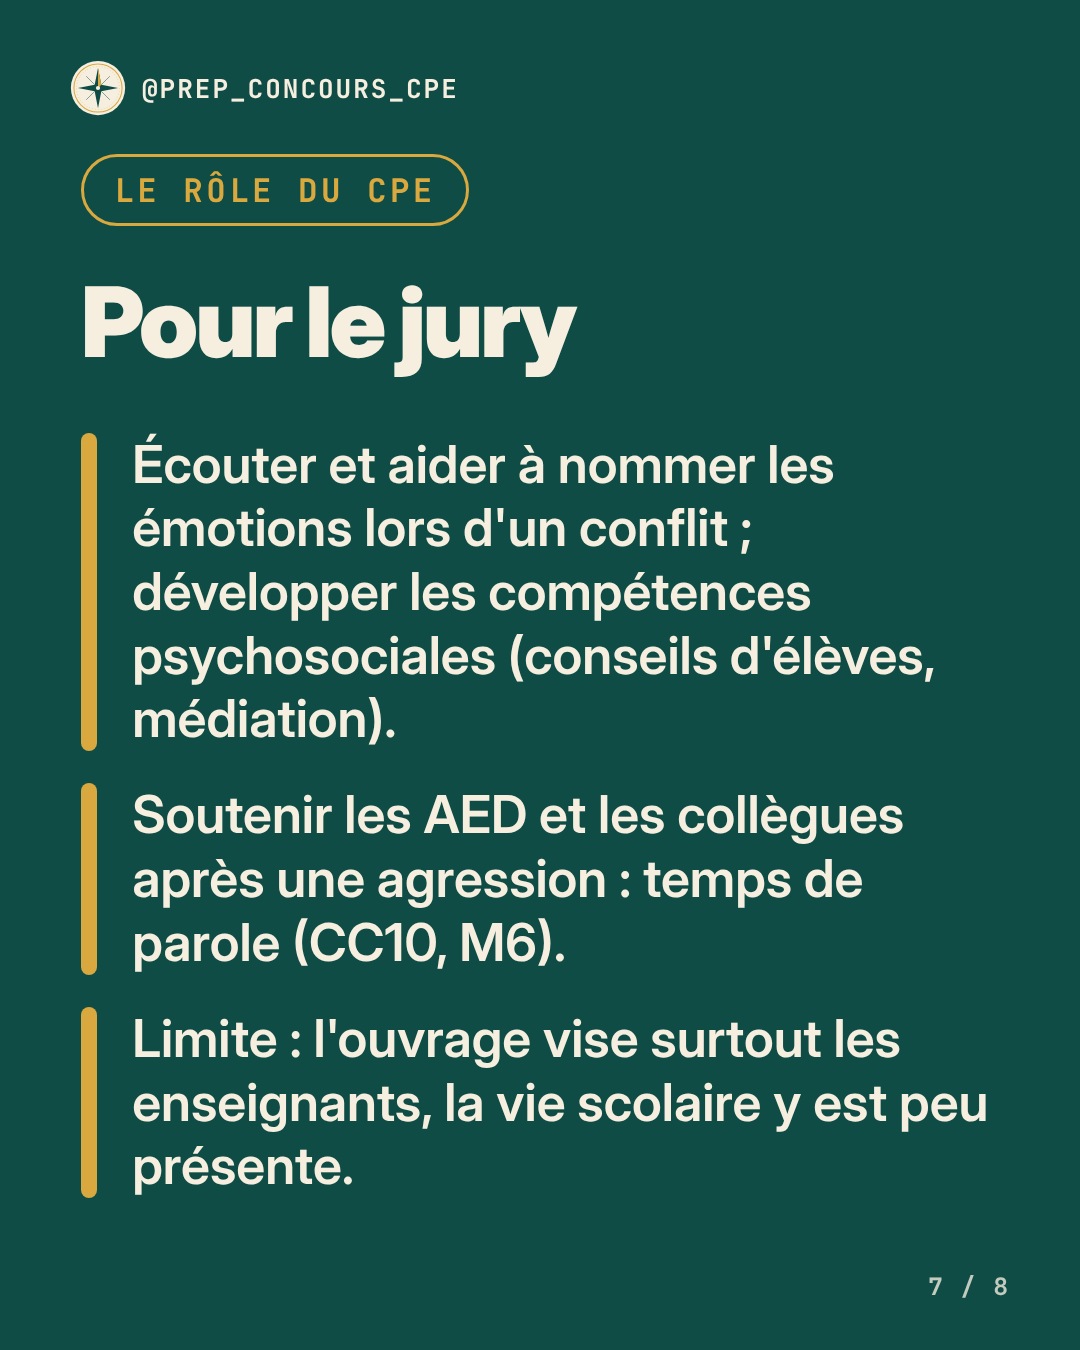 @PREP_CONCOURS_CPE
LE RÔLE DU CPE
Pour le jury
Écouter et aider à nommer les
émotions lors d'un conflit ;
développer les compétences
psychosociales (conseils d'élèves,
médiation).
Soutenir les AED et les collègues
après une agression : temps de
parole (CC10, M6).
Limite : l'ouvrage vise surtout les
enseignants, la vie scolaire y est peu
présente.
7 / 8